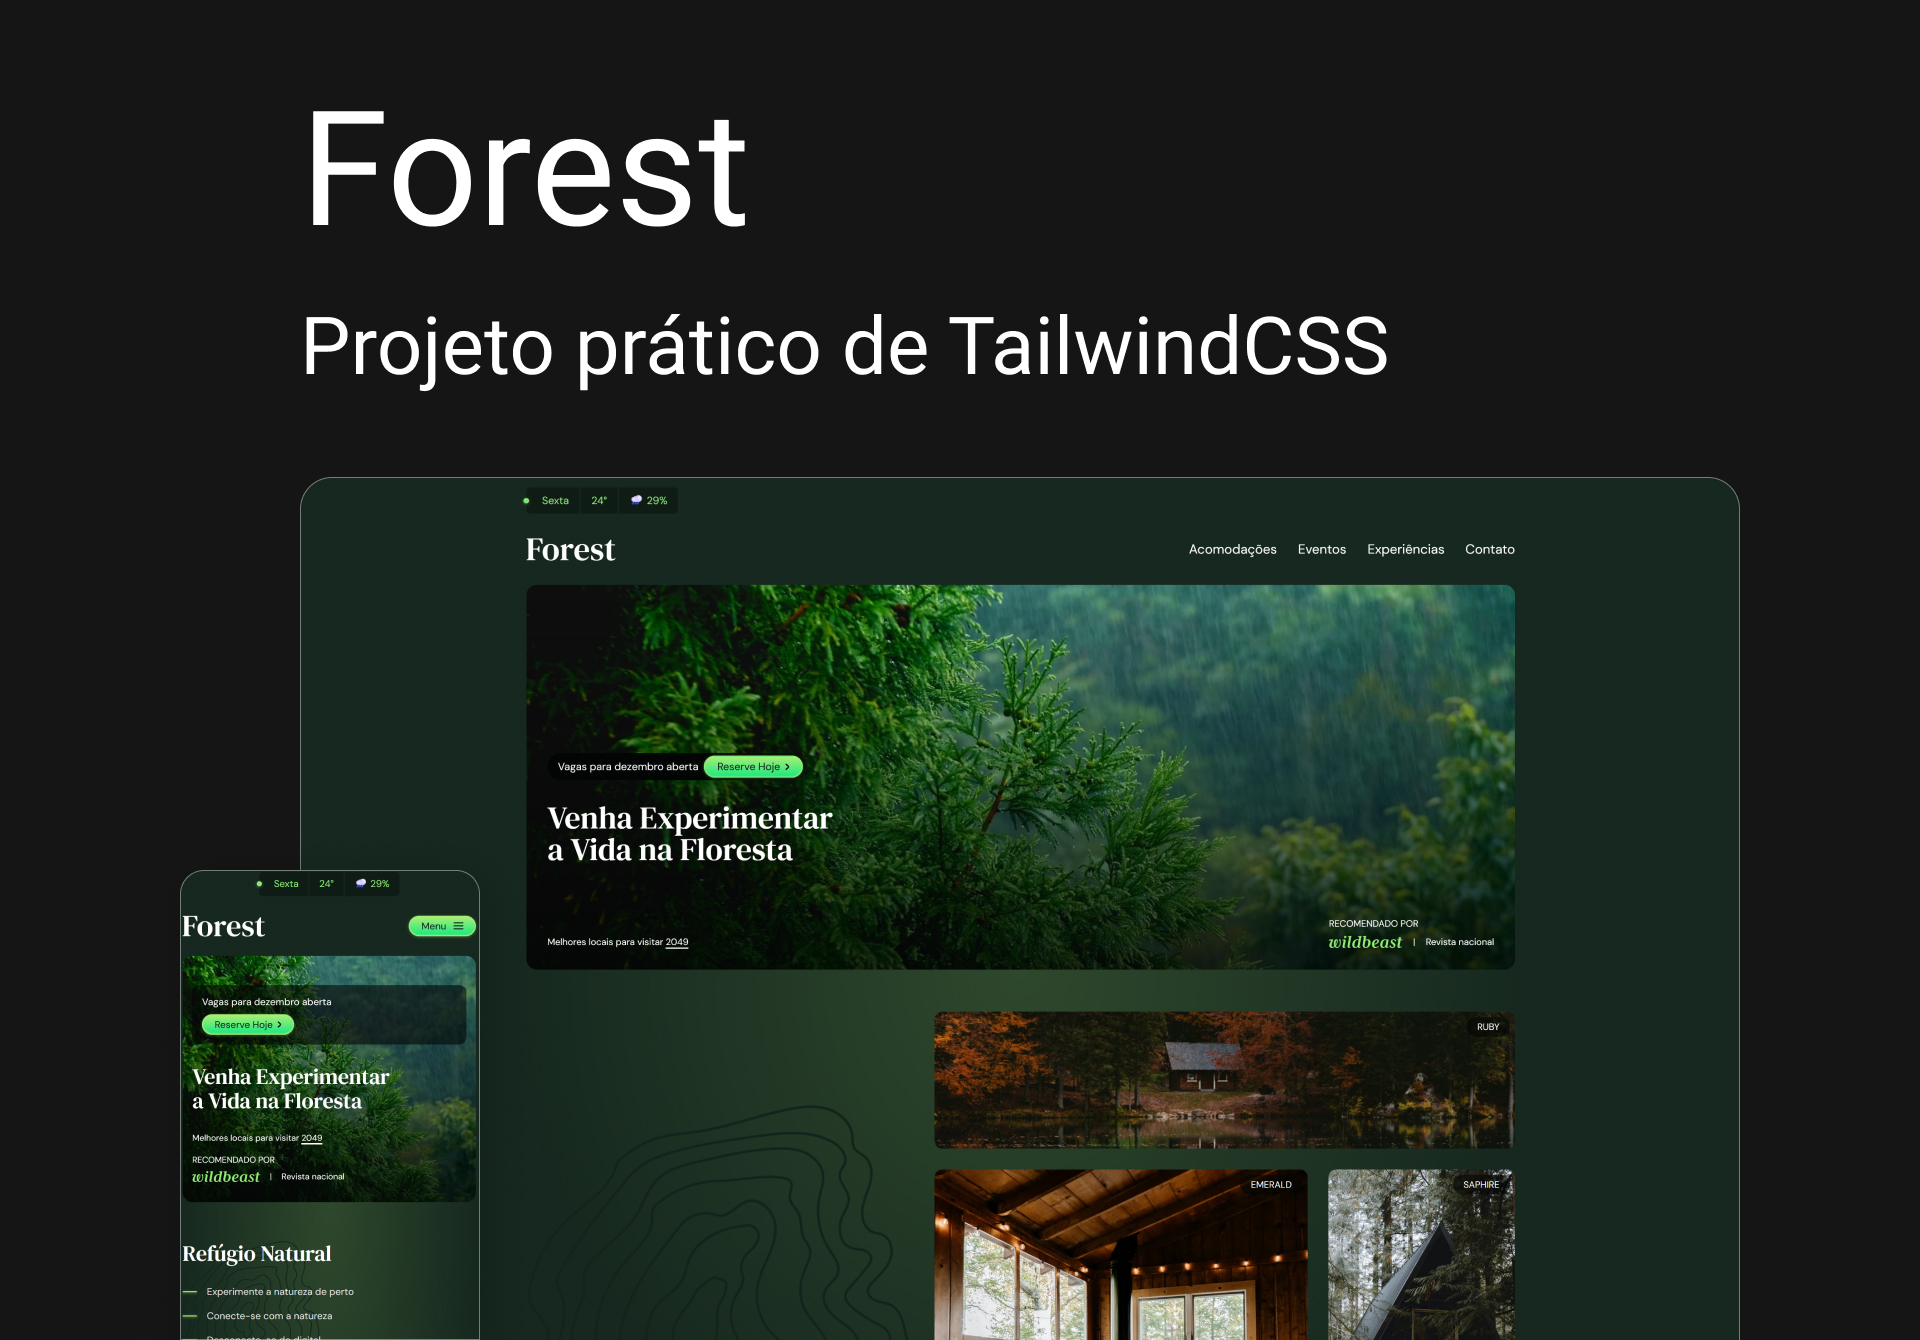 Forest
Projeto prático de TailwindCSS
Sexta 24° 29%
Forest
Acomodações Eventos Experiências Contato
Vagas para dezembro aberta Reserve Hoje
Venha Experimentar
a Vida na Floresta
Melhores locais para visitar 2049
RECOMENDADO POR
wildbeast | Revista nacional
RUBY
EMERALD
SAPHIRE
Sexta 24° 29%
Forest
Menu
Vagas para dezembro aberta
Reserve Hoje
Venha Experimentar
a Vida na Floresta
Melhores locais para visitar 2049
RECOMENDADO POR
wildbeast | Revista nacional
Refúgio Natural
Experimente a natureza de perto
Conecte-se com a natureza